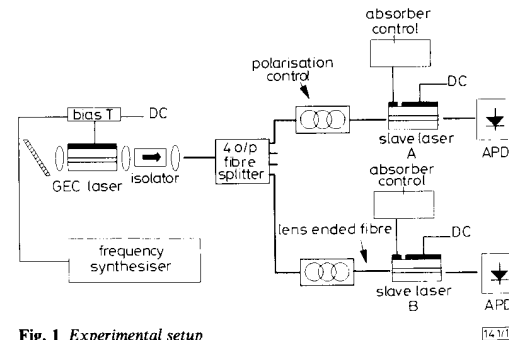 absorber
control
polarisation
control
DC
bias T
DC
slave laser
A
APD
GEC laser
isolator
4 o/p
fibre
splitter
absorber
control
lens ended fibre
DC
frequency
synthesiser
slave laser
B
Fig. 1 Experimental setup